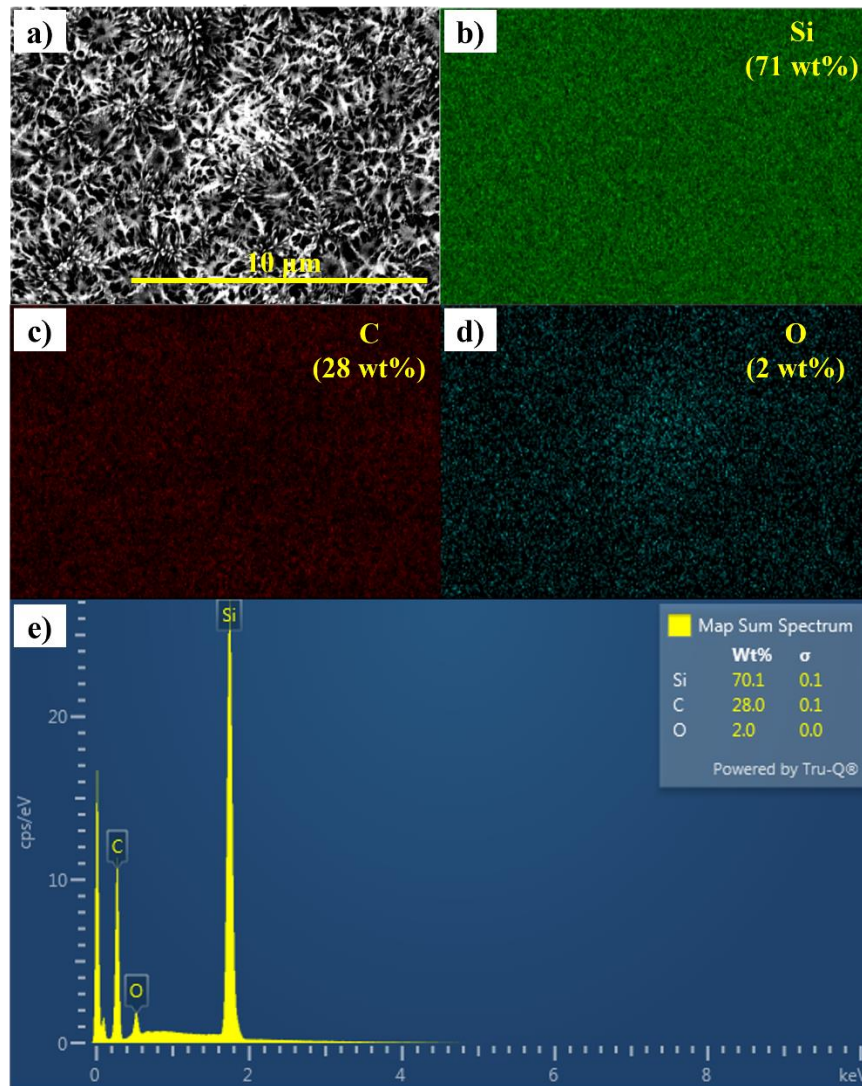 a)
10 µm
b)
Si
(71 wt%)
c)
C
(28 wt%)
d)
O
(2 wt%)
e)
Si
20
10
0
cps/eV
C
O
Map Sum Spectrum
Wt% σ
Si 70.1 0.1
C 28.0 0.1
O 2.0 0.0
Powered by Tru-Q®
0 2 4 6 8 keV